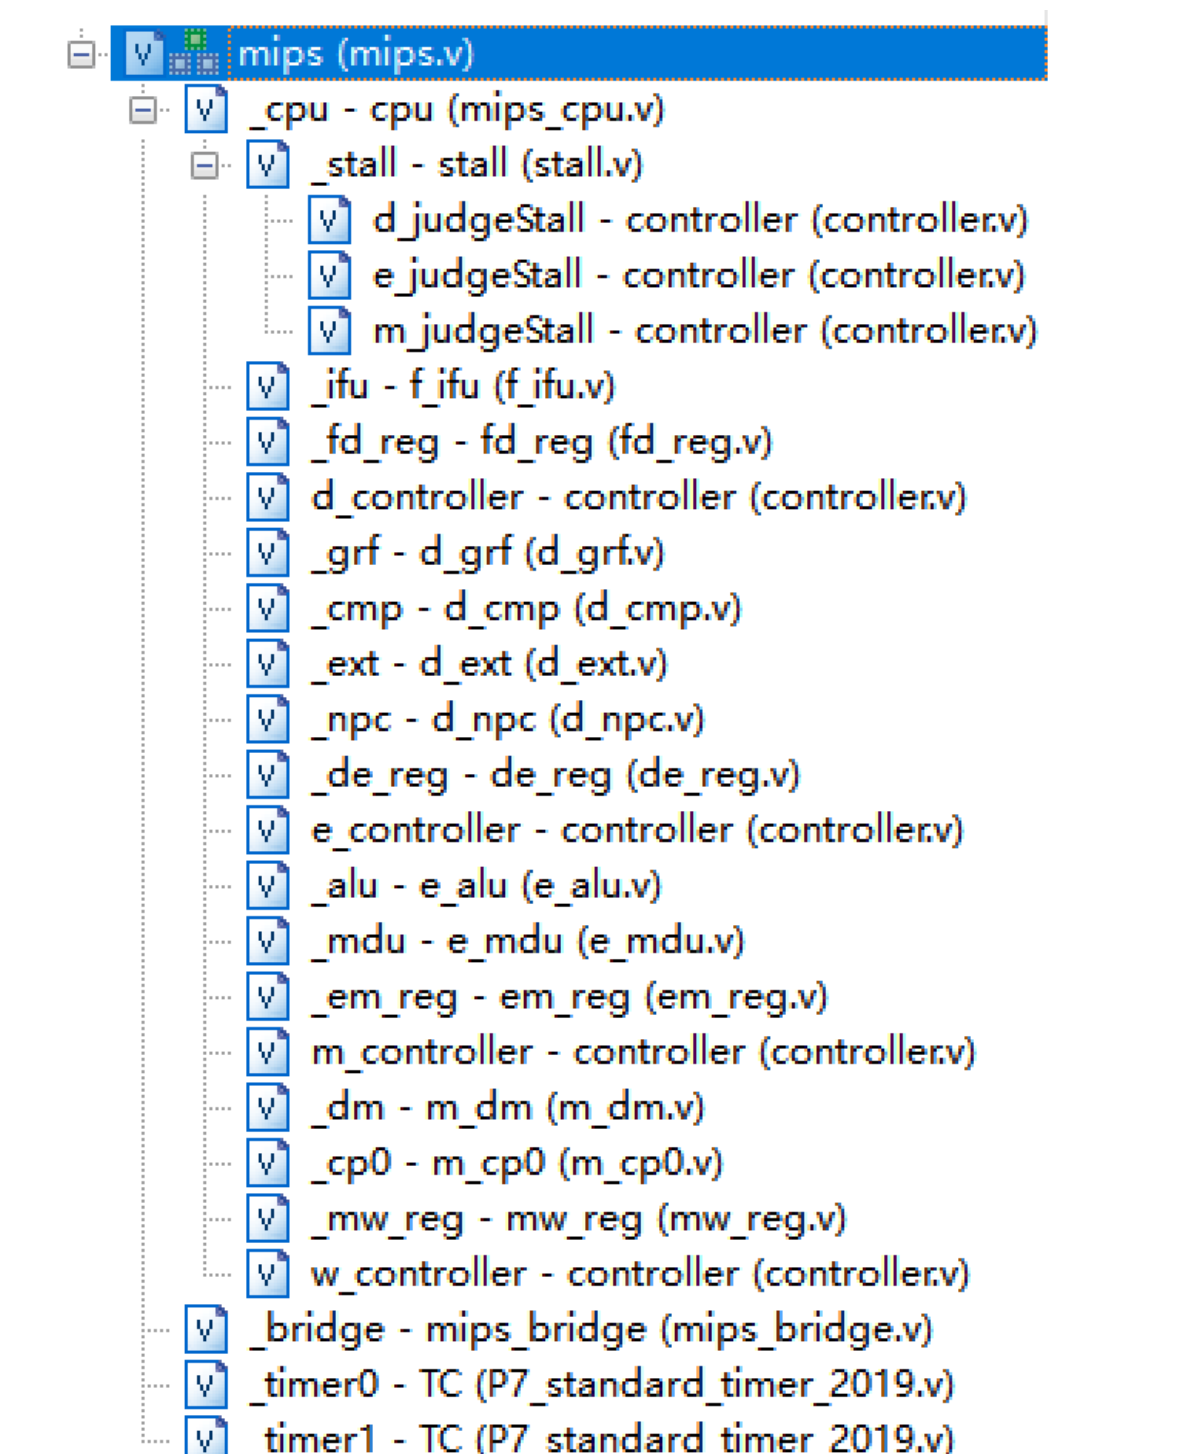 mips (mips.v)
_cpu - cpu (mips_cpu.v)
_stall - stall (stall.v)
d_judgeStall - controller (controller.v)
e_judgeStall - controller (controller.v)
m_judgeStall - controller (controller.v)
_ifu - f_ifu (f_ifu.v)
_fd_reg - fd_reg (fd_reg.v)
d_controller - controller (controller.v)
_grf - d_grf (d_grf.v)
_cmp - d_cmp (d_cmp.v)
_ext - d_ext (d_ext.v)
_npc - d_npc (d_npc.v)
_de_reg - de_reg (de_reg.v)
e_controller - controller (controller.v)
_alu - e_alu (e_alu.v)
_mdu - e_mdu (e_mdu.v)
_em_reg - em_reg (em_reg.v)
m_controller - controller (controller.v)
_dm - m_dm (m_dm.v)
_cp0 - m_cp0 (m_cp0.v)
_mw_reg - mw_reg (mw_reg.v)
w_controller - controller (controller.v)
_bridge - mips_bridge (mips_bridge.v)
_timer0 - TC (P7_standard_timer_2019.v)
_timer1 - TC (P7_standard_timer_2019.v)